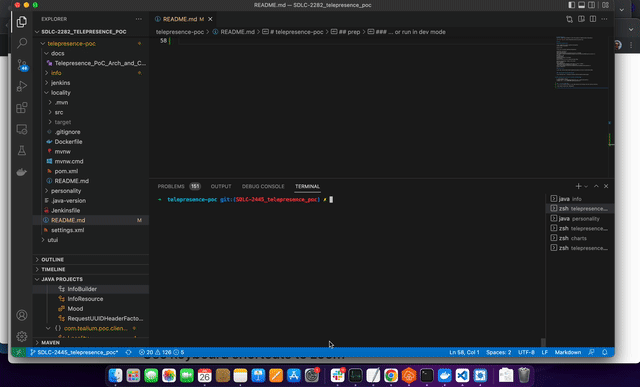 README.md — SDLC-2282_telepresence_poc
EXPLORER
SDLC-2282_TELEPRESENCE_POC
telepresence-poc
docs
Telepresence_PoC_Arch_and_C...
info
jenkins
locality
.mvn
src
target
.gitignore
Dockerfile
mvnw
mvnw.cmd
pom.xml
README.md
personality
.java-version
Jenkinsfile
README.md M
settings.xml
utui
OUTLINE
TIMELINE
JAVA PROJECTS
InfoBuilder
InfoResource
Mood
RequestUUIDHeaderFacto...
com.tealium.poc.clien...
MAVEN
README.md M
telepresence-poc > README.md > # telepresence-poc > ## prep > ### ... or run in dev mode
58
PROBLEMS 151 OUTPUT DEBUG CONSOLE TERMINAL
telepresence-poc git:(SDLC-2445_telepresence_poc)
java info
zsh telepresence...
java personality
zsh telepresence...
zsh charts
zsh telepresence...
SDLC-2445_telepresence_poc* 20 126 5
Ln 58, Col 1 Spaces: 2 UTF-8 LF Markdown